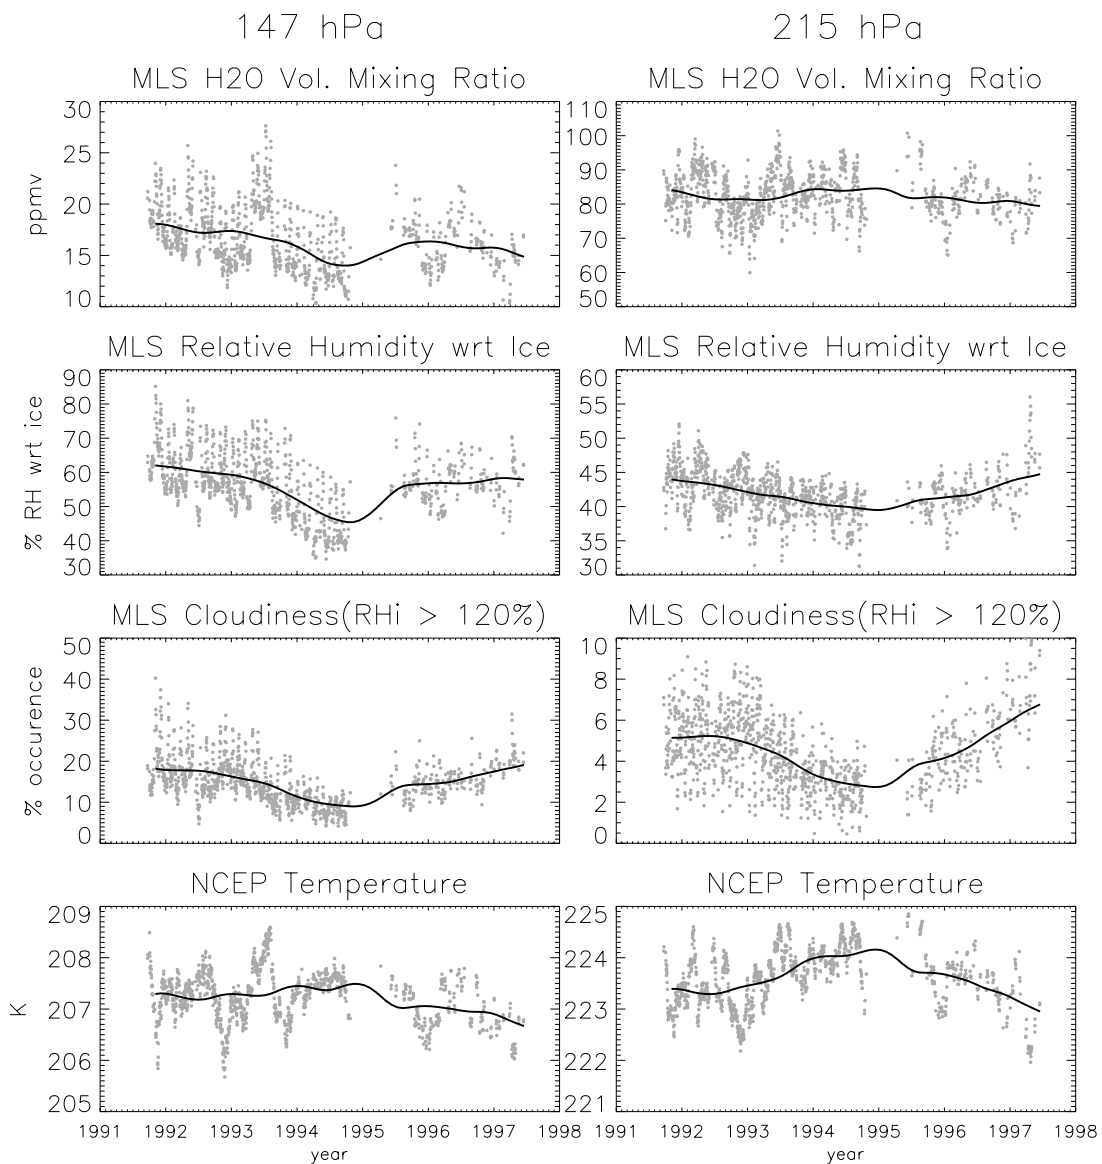 147 hPa 215 hPa
MLS H2O Vol. Mixing Ratio MLS H2O Vol. Mixing Ratio
30 110
100
25 90
ppmv
20 80
70
15 60
10 50
MLS Relative Humidity wrt Ice MLS Relative Humidity wrt Ice
90 60
80 55
70 50
% RH wrt ice
60 45
50 40
40 35
30 30
MLS Cloudiness(RHi > 120%) MLS Cloudiness(RHi > 120%)
50 10
40 8
% occurence
30 6
20 4
10 2
0 0
NCEP Temperature NCEP Temperature
209 225
208 224
K
207 223
206 222
205 221
1991 1992 1993 1994 1995 1996 1997 1998 1991 1992 1993 1994 1995 1996 1997 1998
year year